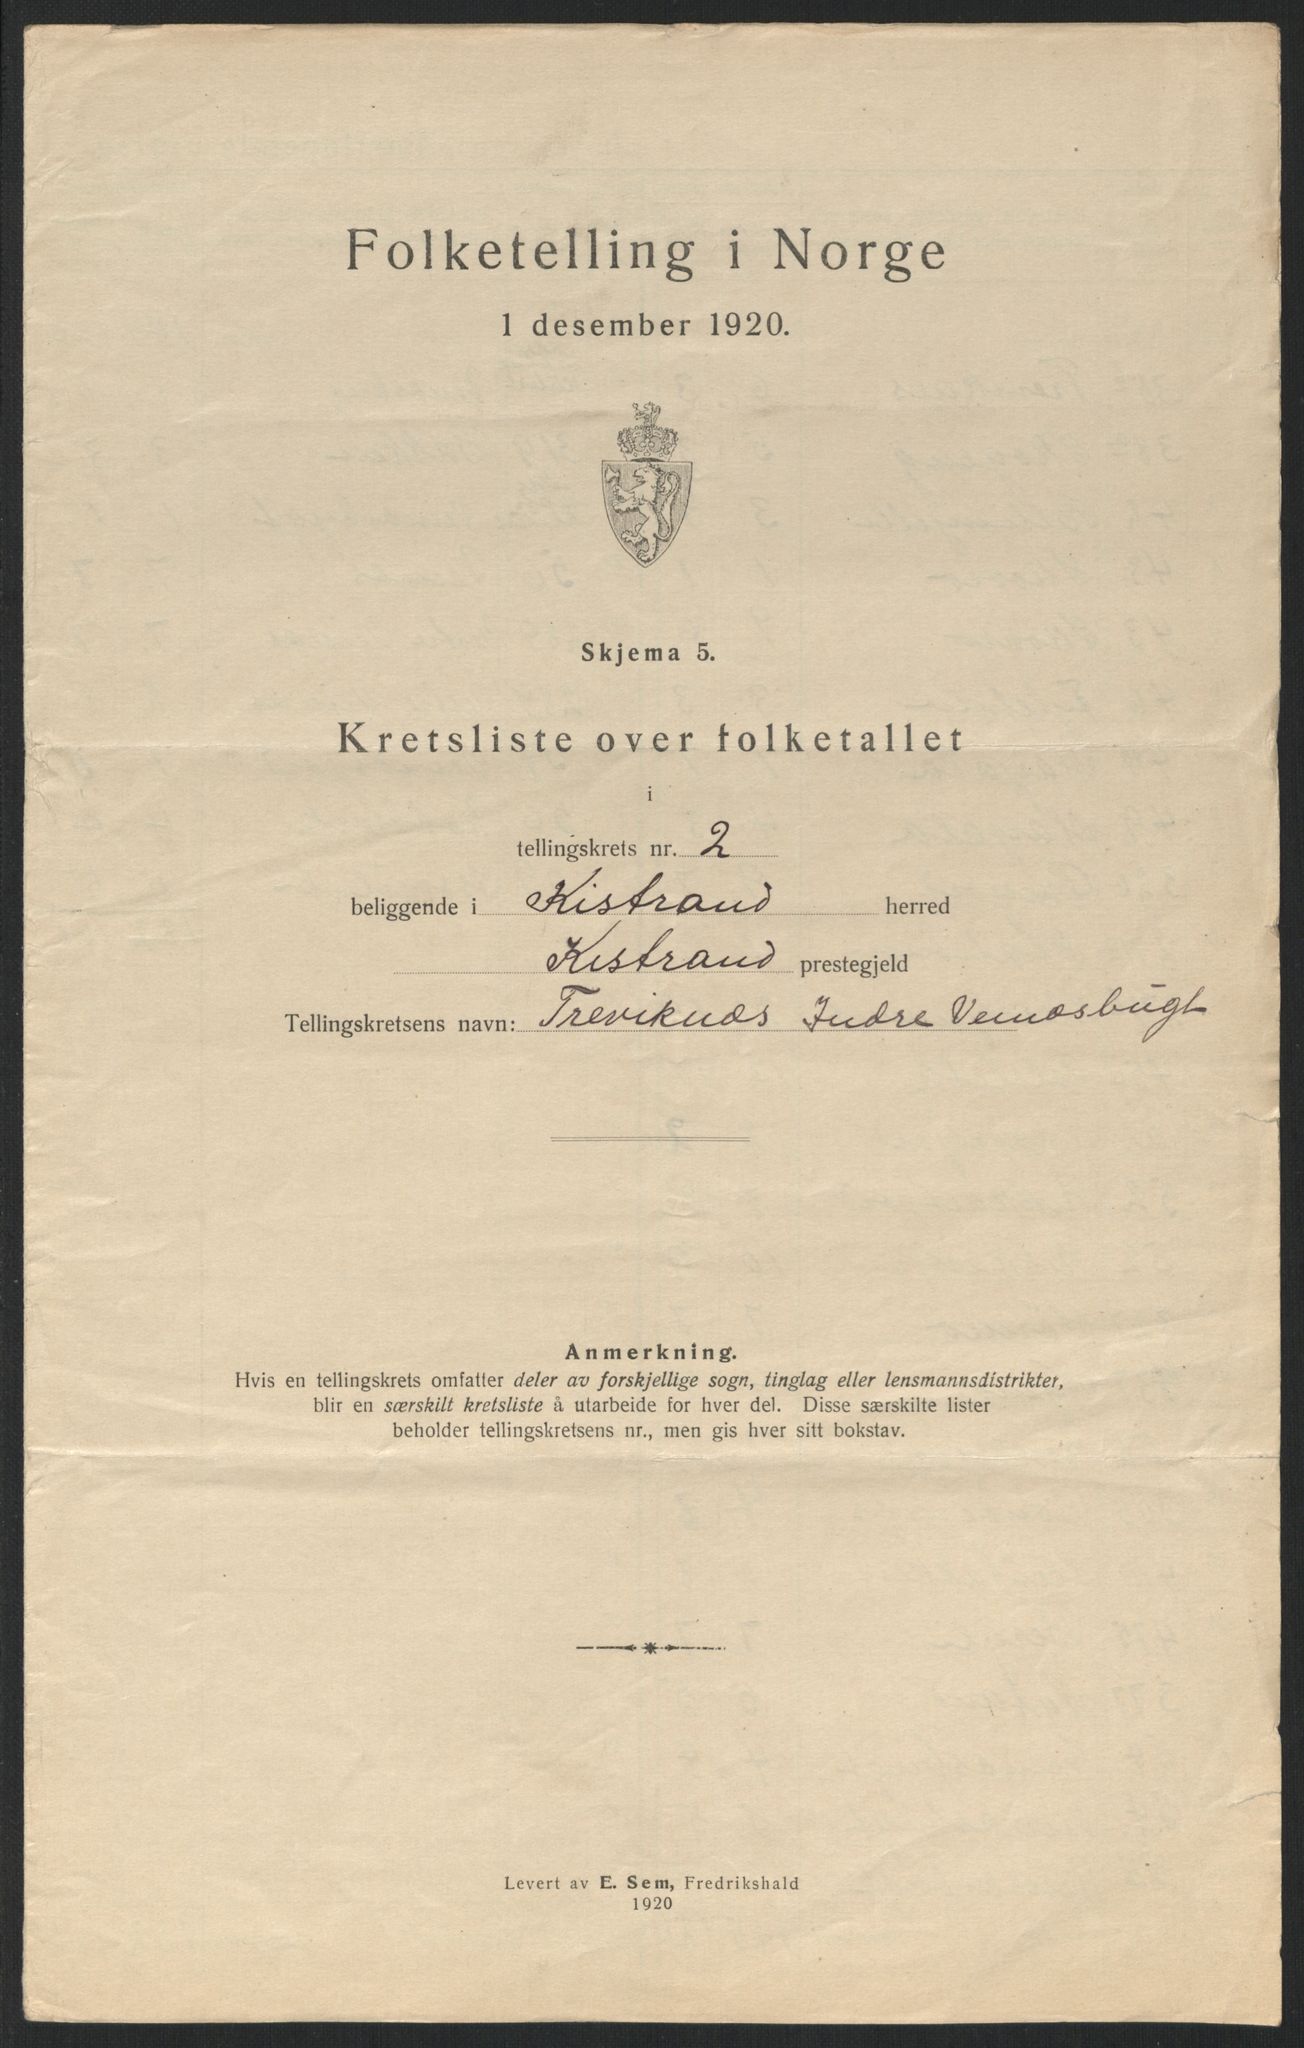 Folketelling i Norge
1 desember 1920.
Skjema 5.
Kretsliste over folketallet
i
tellingskrets nr. 2
beliggende i Kistrand herred
Kistrand prestegjeld
Tellingskretsens navn: Treviknæs Indre Vernæsbugt
Anmerkning.
Hvis en tellingskrets omfatter deler av forskjellige sogn, tinglag eller lensmannsdistrikter,
blir en særskilt kretsliste å utarbeide for hver del. Disse særskilte lister
beholder tellingskretsens nr., men gis hver sitt bokstav.
Levert av E. Sem, Fredrikshald
1920